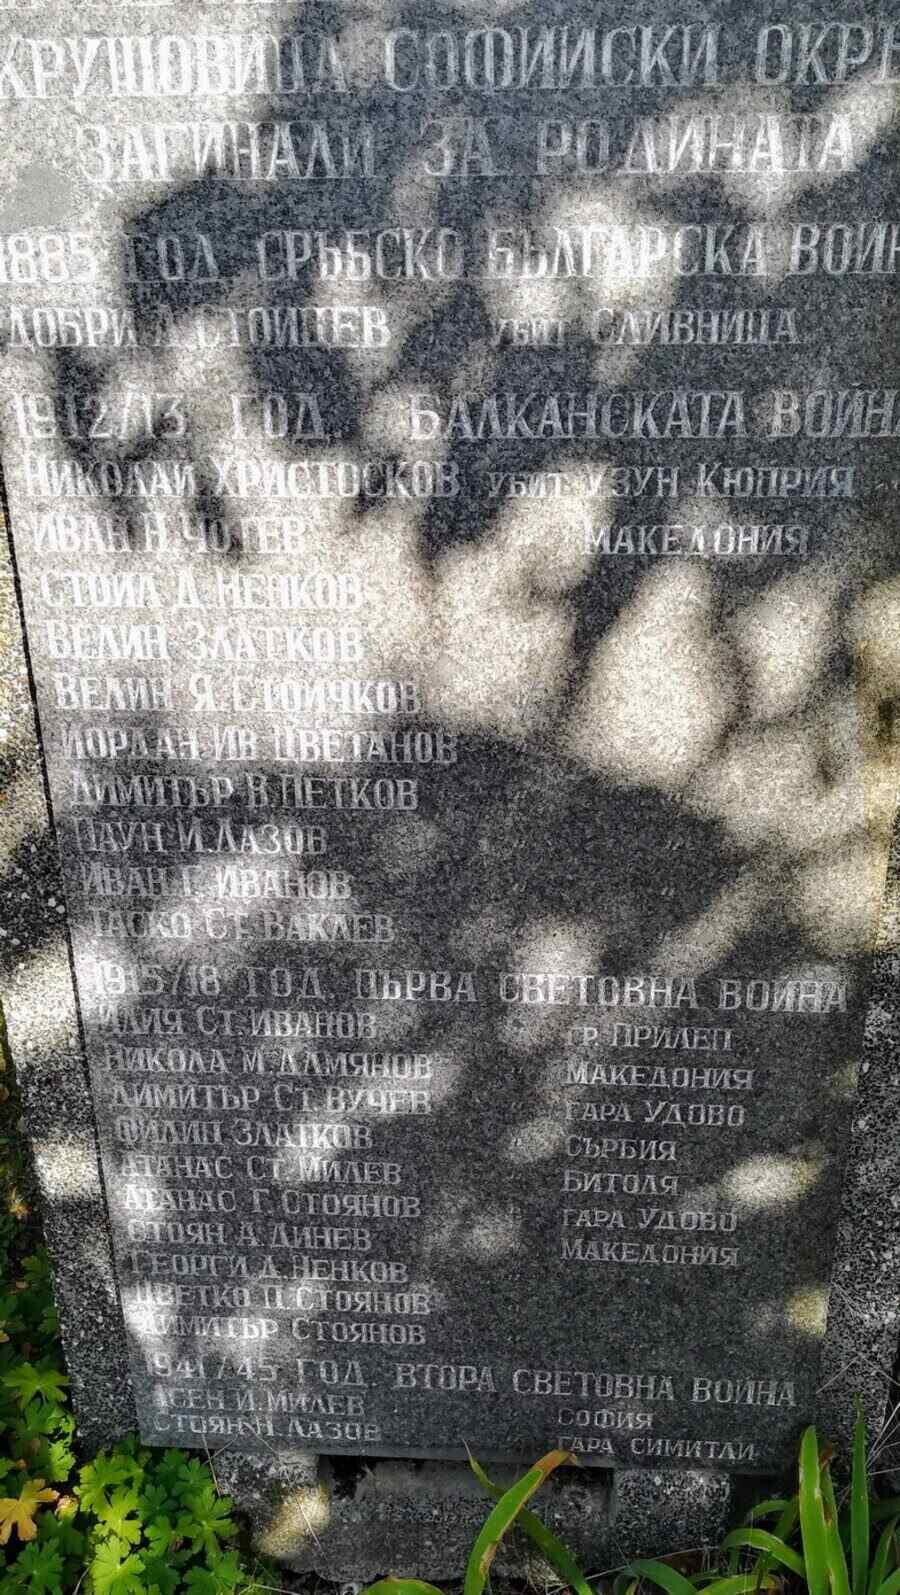 КРУШОВИЦА СОФИЙСКИ ОКРЪ
ЗАГИНАЛИ ЗА РОДИНАТА
1885 ГОД. СРЪБСКО БЪЛГАРСКА ВОЙН
ДОБРИ СТОИЦЕВ УБИТ СЛИВНИЦА
1912/13 ГОД. БАЛКАНСКАТА ВОЙНА
НИКОЛАЙ ХРИСТОСКОВ УБИТ УЗУН КЮПРИЯ
ИВАН Н. ЧОТЕВ МАКЕДОНИЯ
СТОИЛ Д. НЕНКОВ
ВЕЛИН ЗЛАТКОВ
ВЕЛИН Я. СТОИЧКОВ
ЙОРДАН ИВ. ЦВЕТАНОВ
ДИМИТЪР В. ПЕТКОВ
ПАУН И. ЛАЗОВ " "
ИВАН Г. ИВАНОВ " "
ТАСКО СТ. ВАКЛЕВ " "
1915/18 ГОД. ПЪРВА СВЕТОВНА ВОЙНА
ИЛИЯ СТ. ИВАНОВ " ГР. ПРИЛЕП
НИКОЛА М. ДАМЯНОВ " МАКЕДОНИЯ
ДИМИТЪР СТ. ВУЧЕВ " ГАРА УДОВО
ФИЛИП ЗЛАТКОВ " СЪРБИЯ
АТАНАС СТ. МИЛЕВ " БИТОЛЯ
АТАНАС Г. СТОЯНОВ " ГАРА УДОВО
СТОЯН А. ДИНЕВ " МАКЕДОНИЯ
ГЕОРГИ Д. НЕНКОВ
ЦВЕТКО П. СТОЯНОВ
ДИМИТЪР СТОЯНОВ
1941/45 ГОД. ВТОРА СВЕТОВНА ВОЙНА
АСЕН И. МИЛЕВ СОФИЯ
СТОЯН Н. ЛАЗОВ ГАРА СИМИТЛИ